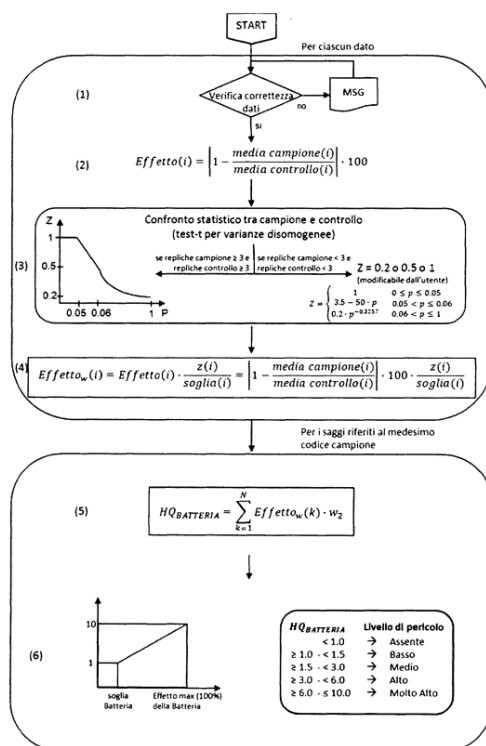 START
Per ciascun dato
(1)
Verifica correttezza
dati
no
MSG
si
(2)
Effetto(i) = |1 − media campione(i) / media controllo(i)| · 100
Confronto statistico tra campione e controllo
(test-t per varianze disomogenee)
Z
1
0.5
0.2
0.05 0.06 P
(3)
se repliche campione ≥ 3 e
repliche controllo ≥ 3
se repliche campione < 3 e
repliche controllo < 3
Z = 0.2 o 0.5 o 1
(modificabile dall'utente)
Z = {
1 0 ≤ p ≤ 0.05
3.5 − 50 · p 0.05 < p ≤ 0.06
0.2 · p^−0.3257 0.06 < p ≤ 1
(4)
Effetto_w(i) = Effetto(i) · z(i) / soglia(i) = |1 − media campione(i) / media controllo(i)| · 100 · z(i) / soglia(i)
Per i saggi riferiti al medesimo
codice campione
(5)
HQ_BATTERIA = ∑_{k=1}^{N} Effetto_w(k) · w_2
(6)
10
1
soglia
Batteria
Effetto max (100%)
della Batteria
HQ_BATTERIA Livello di pericolo
< 1.0 → Assente
≥ 1.0 - < 1.5 → Basso
≥ 1.5 - < 3.0 → Medio
≥ 3.0 - < 6.0 → Alto
≥ 6.0 - ≤ 10.0 → Molto Alto